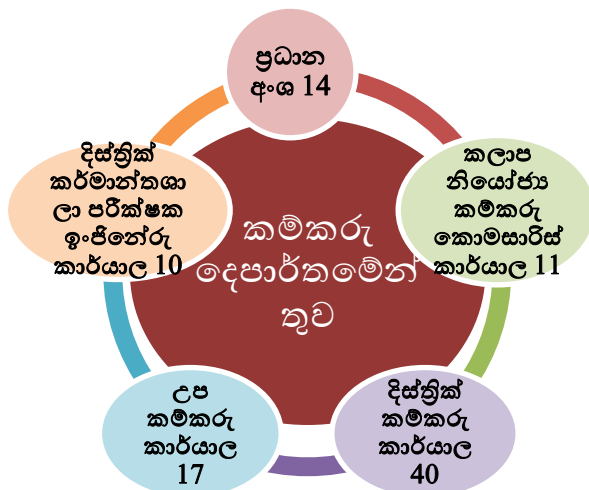 ප්‍රධාන
අංශ 14
කලාප
නියෝජ්‍ය
කම්කරු
කොමසාරිස්
කාර්යාල 11
දිස්ත්‍රික්
කම්කරු
කාර්යාල
40
උප
කම්කරු
කාර්යාල
17
දිස්ත්‍රික්
කර්මාන්තශා
ලා පරීක්ෂක
ඉංජිනේරු
කාර්යාල 10
කම්කරු
දෙපාර්තමේන්
තුව